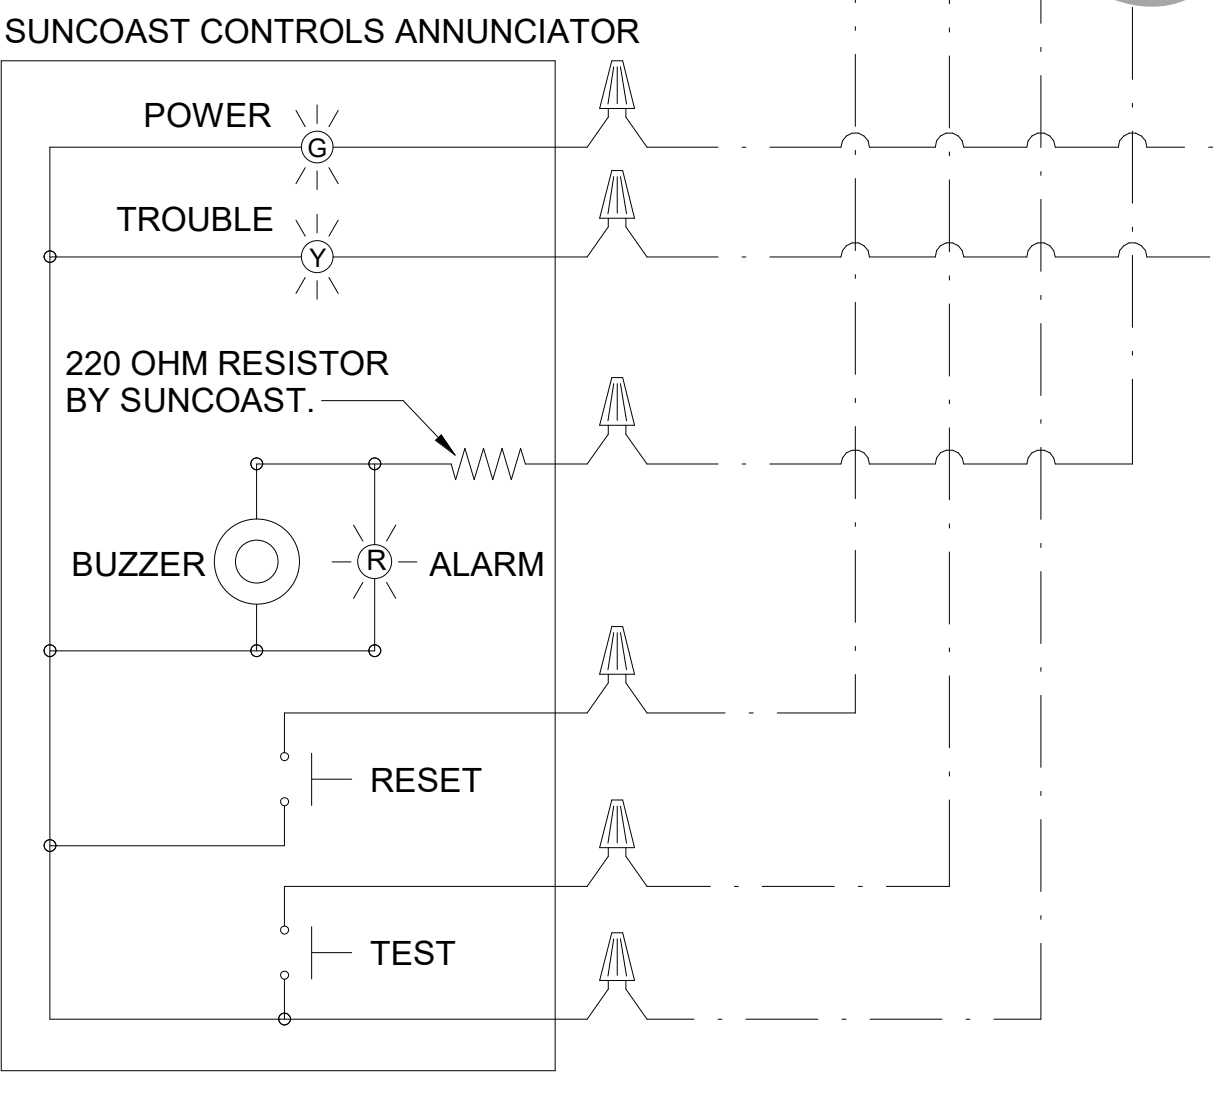 SUNCOAST CONTROLS ANNUNCIATOR
POWER
G
TROUBLE
Y
220 OHM RESISTOR
BY SUNCOAST.
BUZZER
R
ALARM
RESET
TEST